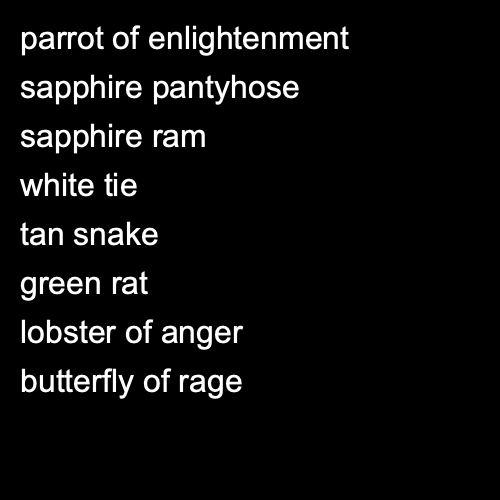 parrot of enlightenment
sapphire pantyhose
sapphire ram
white tie
tan snake
green rat
lobster of anger
butterfly of rage